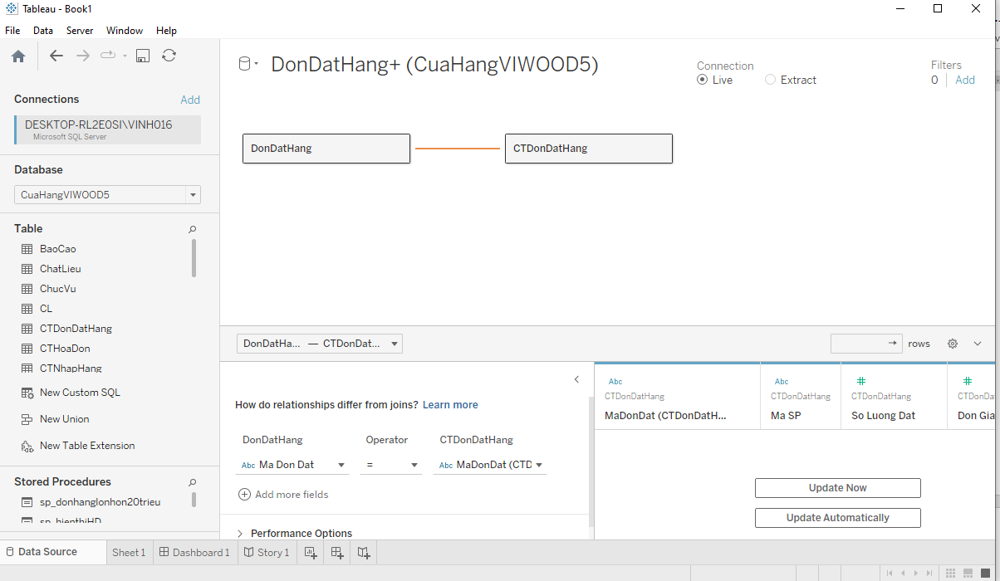 Tableau - Book1
File Data Server Window Help
DonDatHang+ (CuaHangVIWOOD5)
Connection
Live Extract
Filters
0 Add
Connections Add
DESKTOP-RL2E0SI\VINH016
Microsoft SQL Server
Database
CuaHangVIWOOD5
Table
BaoCao
ChatLieu
ChucVu
CL
CTDonDatHang
CTHoaDon
CTNhapHang
New Custom SQL
New Union
New Table Extension
Stored Procedures
sp_donhanglonhon20trieu
sp_hienthiHD
DonDatHang
CTDonDatHang
DonDatHa... — CTDonDat...
rows
How do relationships differ from joins? Learn more
DonDatHang Operator CTDonDatHang
Abc Ma Don Dat = Abc MaDonDat (CTD
Add more fields
Performance Options
Abc Abc # #
CTDonDatHang CTDonDatHang CTDonDatHang CTDonDa
MaDonDat (CTDonDatH... Ma SP So Luong Dat Don Gia
Update Now
Update Automatically
Data Source Sheet 1 Dashboard 1 Story 1